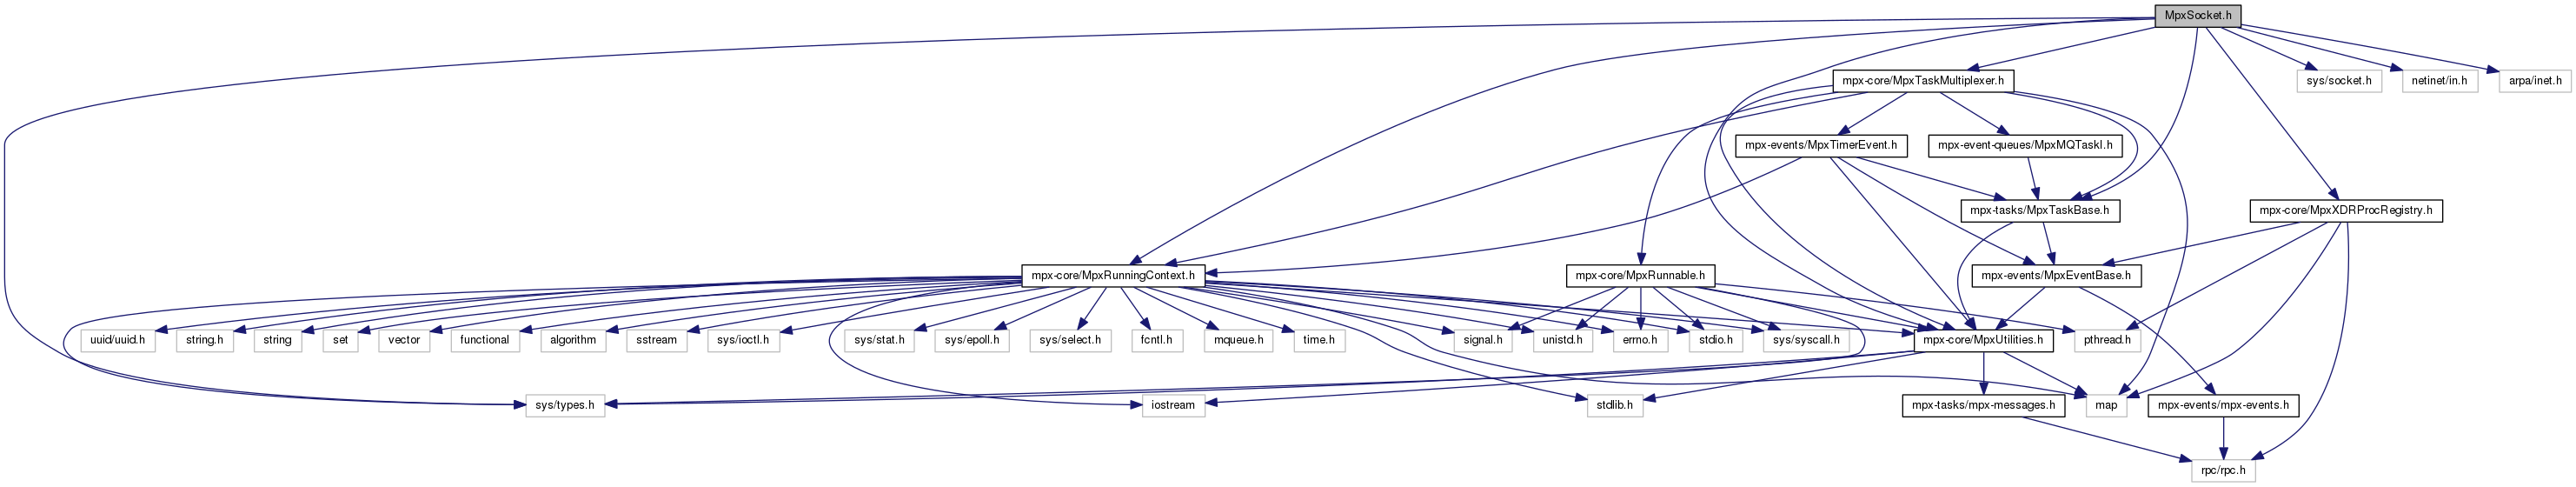 MpxSocket.h
mpx-core/MpxTaskMultiplexer.h
sys/socket.h
netinet/in.h
arpa/inet.h
mpx-events/MpxTimerEvent.h
mpx-event-queues/MpxMQTaskI.h
mpx-tasks/MpxTaskBase.h
mpx-core/MpxXDRProcRegistry.h
mpx-core/MpxRunningContext.h
mpx-core/MpxRunnable.h
mpx-events/MpxEventBase.h
uuid/uuid.h
string.h
string
set
vector
functional
algorithm
sstream
sys/ioctl.h
sys/stat.h
sys/epoll.h
sys/select.h
fcntl.h
mqueue.h
time.h
signal.h
unistd.h
errno.h
stdio.h
sys/syscall.h
mpx-core/MpxUtilities.h
pthread.h
sys/types.h
iostream
stdlib.h
mpx-tasks/mpx-messages.h
map
mpx-events/mpx-events.h
rpc/rpc.h